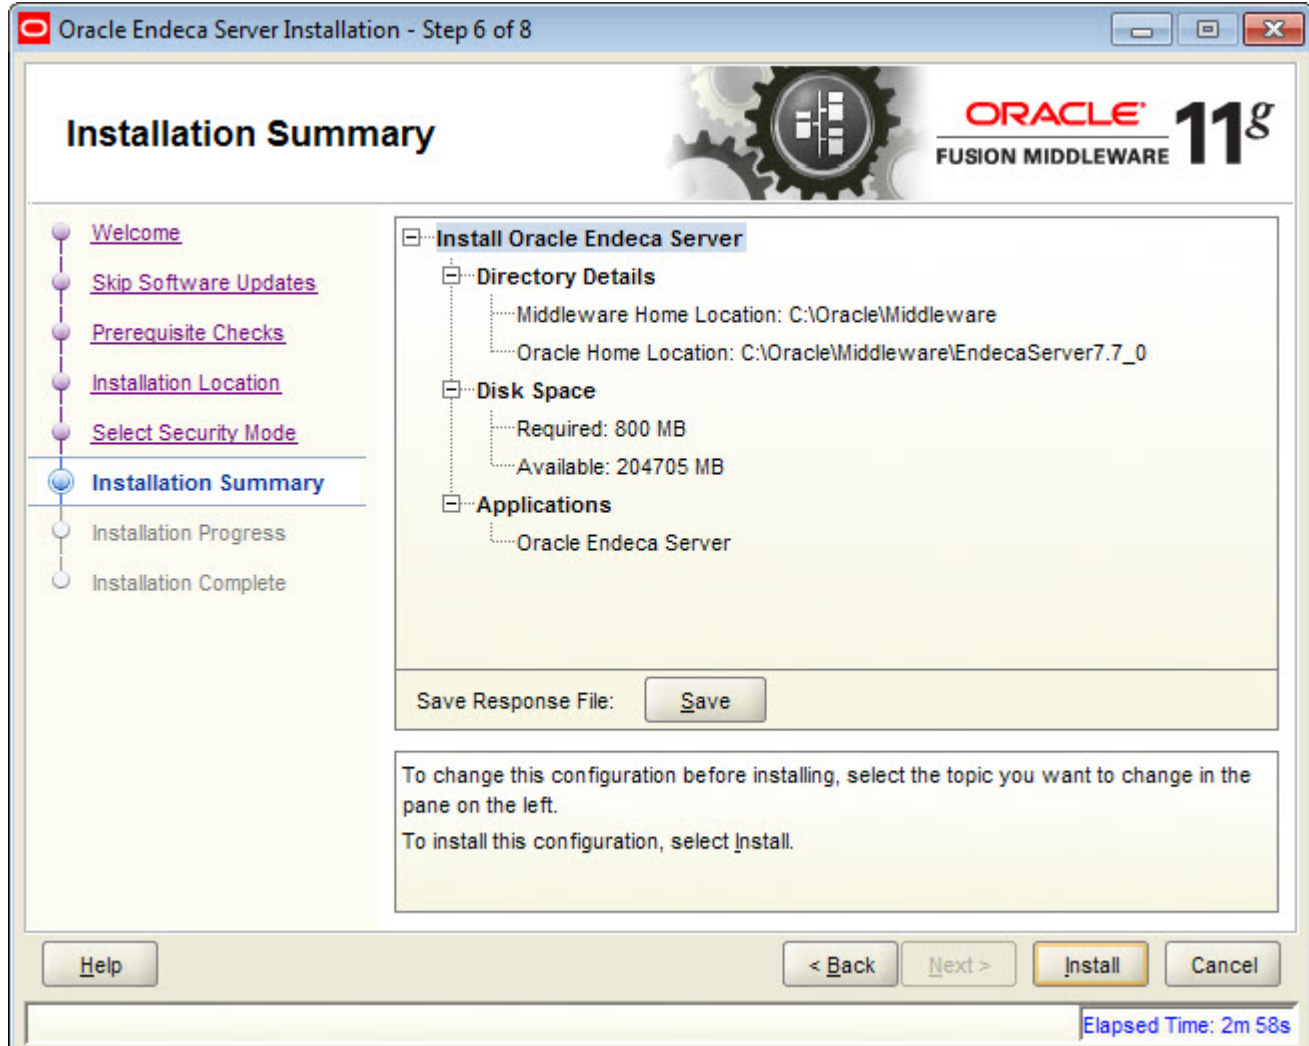 Oracle Endeca Server Installation - Step 6 of 8
Installation Summary
ORACLE
FUSION MIDDLEWARE
11g
Welcome
Skip Software Updates
Prerequisite Checks
Installation Location
Select Security Mode
Installation Summary
Installation Progress
Installation Complete
Install Oracle Endeca Server
Directory Details
Middleware Home Location: C:\Oracle\Middleware
Oracle Home Location: C:\Oracle\Middleware\EndecaServer7.7_0
Disk Space
Required: 800 MB
Available: 204705 MB
Applications
Oracle Endeca Server
Save Response File: Save
To change this configuration before installing, select the topic you want to change in the
pane on the left.
To install this configuration, select Install.
Help < Back Next > Install Cancel
Elapsed Time: 2m 58s